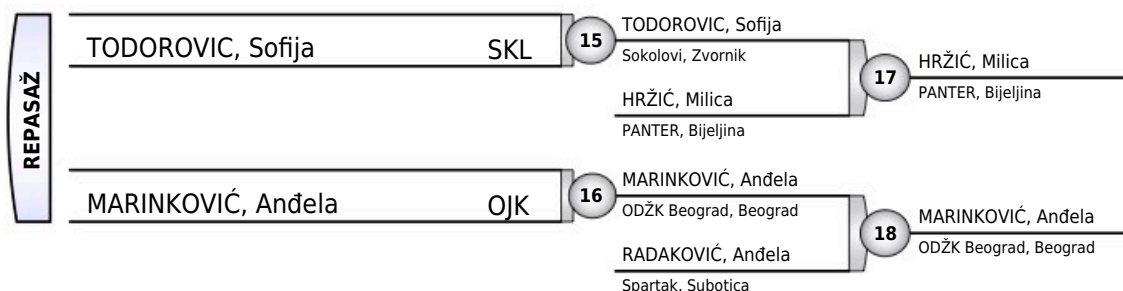 REPASAŽ
TODOROVIC, Sofija SKL
15
TODOROVIC, Sofija
Sokolovi, Zvornik
HRŽIĆ, Milica
PANTER, Bijeljina
17
HRŽIĆ, Milica
PANTER, Bijeljina
MARINKOVIĆ, Anđela OJK
16
MARINKOVIĆ, Anđela
ODŽK Beograd, Beograd
RADAKOVIĆ, Anđela
Spartak, Subotica
18
MARINKOVIĆ, Anđela
ODŽK Beograd, Beograd